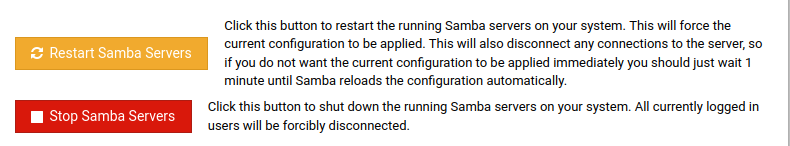 Restart Samba Servers
Click this button to restart the running Samba servers on your system. This will force the
current configuration to be applied. This will also disconnect any connections to the server, so
if you do not want the current configuration to be applied immediately you should just wait 1
minute until Samba reloads the configuration automatically.
Stop Samba Servers
Click this button to shut down the running Samba servers on your system. All currently logged in
users will be forcibly disconnected.